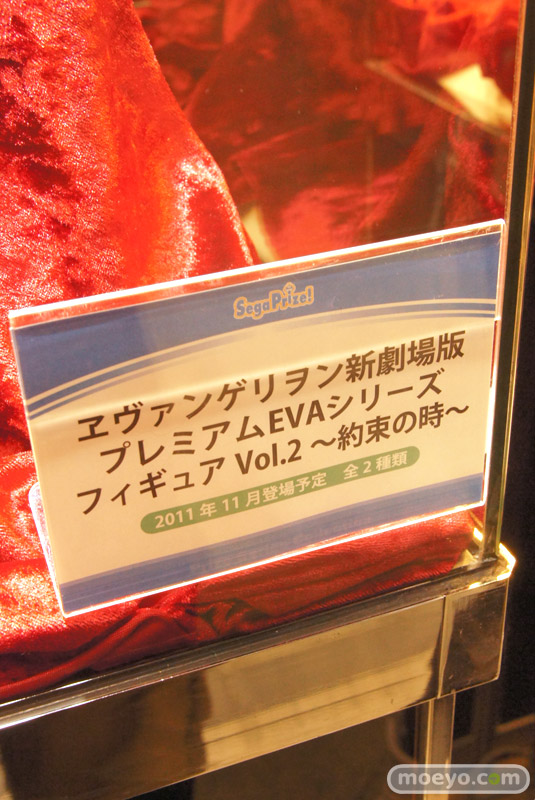 SegaPrize!
ヱヴァンゲリヲン新劇場版
プレミアムEVAシリーズ
フィギュア Vol.2 ～約束の時～
2011年11月登場予定 全2種類
moeyo.com